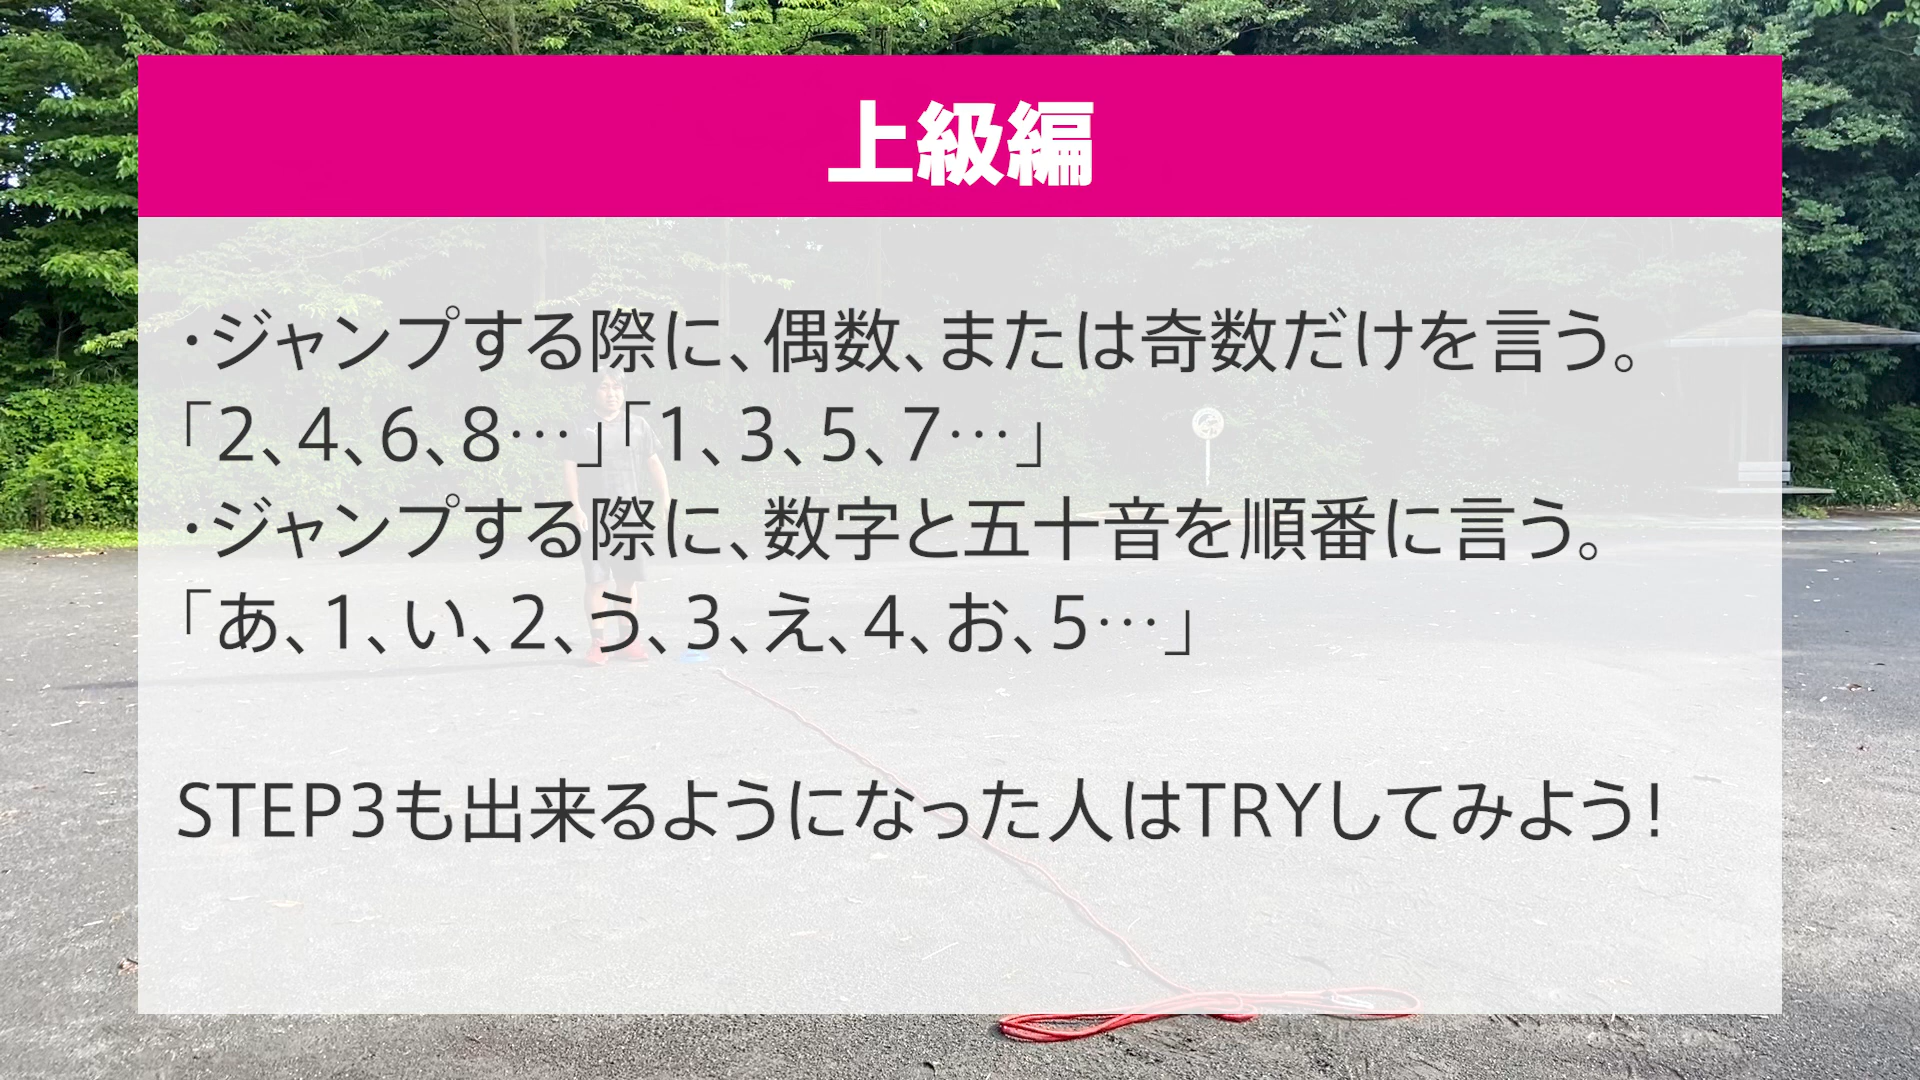 上級編
・ジャンプする際に、偶数、または奇数だけを言う。
「2、4、6、8…」「1、3、5、7…」
・ジャンプする際に、数字と五十音を順番に言う。
「あ、1、い、2、う、3、え、4、お、5…」
STEP3も出来るようになった人はTRYしてみよう!